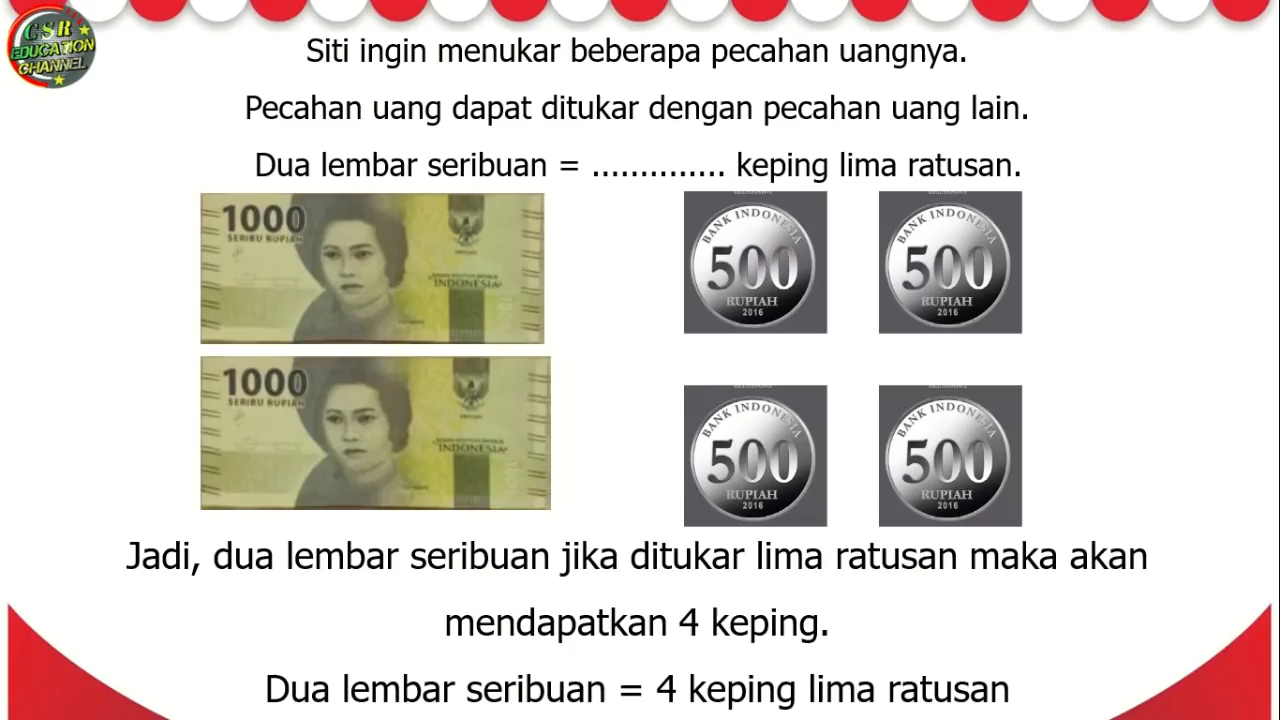 CSR
EDUCATION
CHANNEL
Siti ingin menukar beberapa pecahan uangnya.
Pecahan uang dapat ditukar dengan pecahan uang lain.
Dua lembar seribuan = .............. keping lima ratusan.
1000
SERIBU RUPIAH
INDONESIA
BANK INDONESIA
500
RUPIAH
2016
BANK INDONESIA
500
RUPIAH
2016
1000
SERIBU RUPIAH
INDONESIA
BANK INDONESIA
500
RUPIAH
2016
BANK INDONESIA
500
RUPIAH
2016
Jadi, dua lembar seribuan jika ditukar lima ratusan maka akan
mendapatkan 4 keping.
Dua lembar seribuan = 4 keping lima ratusan